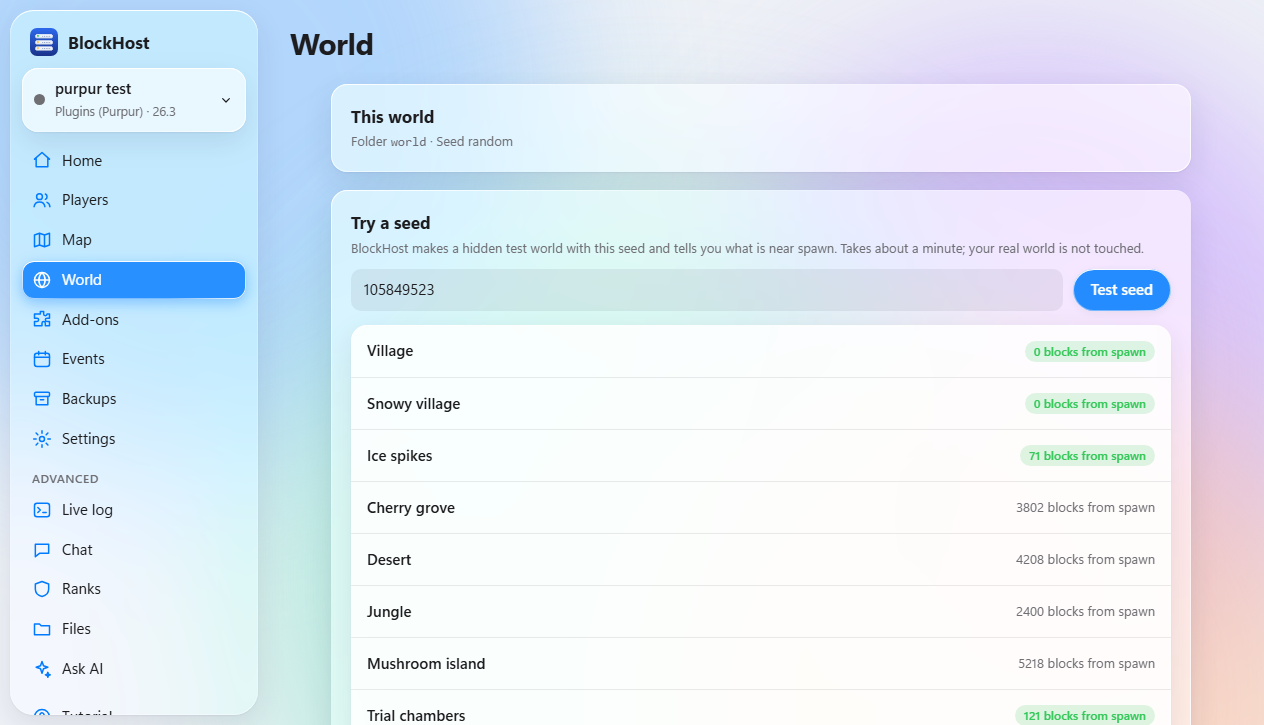 BlockHost
purpur test
Plugins (Purpur) · 26.3
Home
Players
Map
World
Add-ons
Events
Backups
Settings
ADVANCED
Live log
Chat
Ranks
Files
Ask AI
Tutorial
World
This world
Folder world · Seed random
Try a seed
BlockHost makes a hidden test world with this seed and tells you what is near spawn. Takes about a minute; your real world is not touched.
105849523
Test seed
Village
0 blocks from spawn
Snowy village
0 blocks from spawn
Ice spikes
71 blocks from spawn
Cherry grove
3802 blocks from spawn
Desert
4208 blocks from spawn
Jungle
2400 blocks from spawn
Mushroom island
5218 blocks from spawn
Trial chambers
121 blocks from spawn